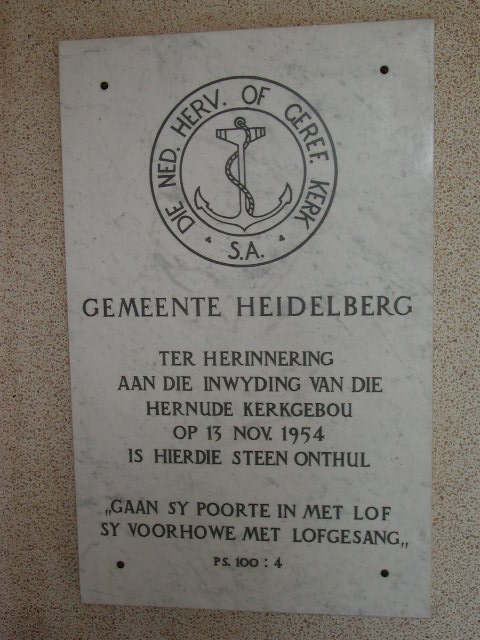 DIE NED. HERV. OF GEREF. KERK
S.A.
GEMEENTE HEIDELBERG
TER HERINNERING
AAN DIE INWYDING VAN DIE
HERNUDE KERKGEBOU
OP 13 NOV. 1954
IS HIERDIE STEEN ONTHUL
„GAAN SY POORTE IN MET LOF
SY VOORHOWE MET LOFGESANG„
PS. 100 : 4